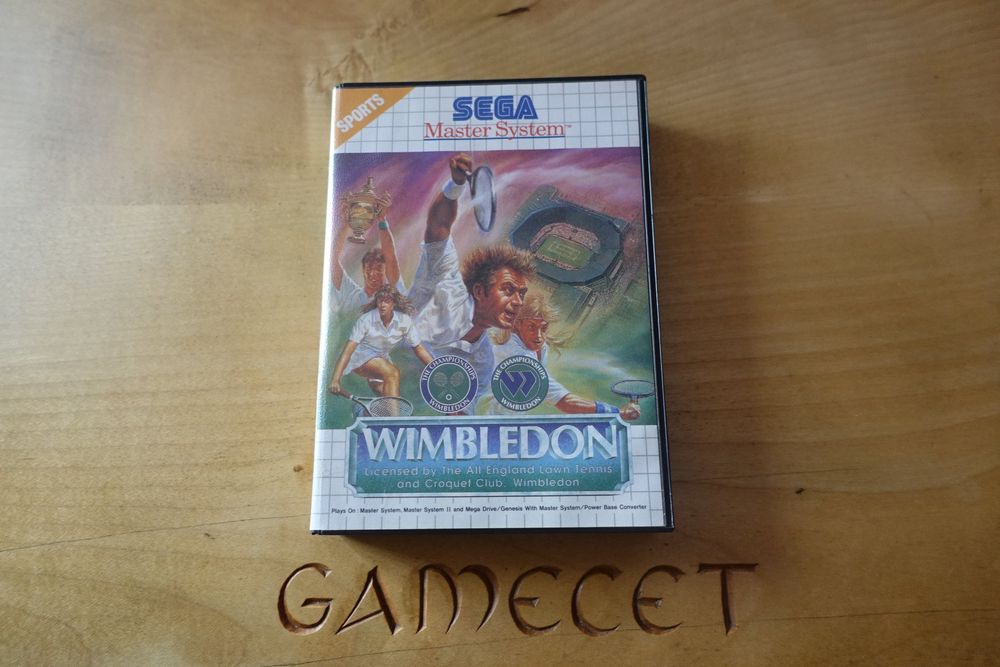 SPORTS
SEGA
Master System™
THE CHAMPIONSHIPS
WIMBLEDON
THE CHAMPIONSHIPS
WIMBLEDON
WIMBLEDON
Licensed by The All England Lawn Tennis
and Croquet Club, Wimbledon
Plays On : Master System, Master System II and Mega Drive/Genesis With Master System/Power Base Converter
GAMECET